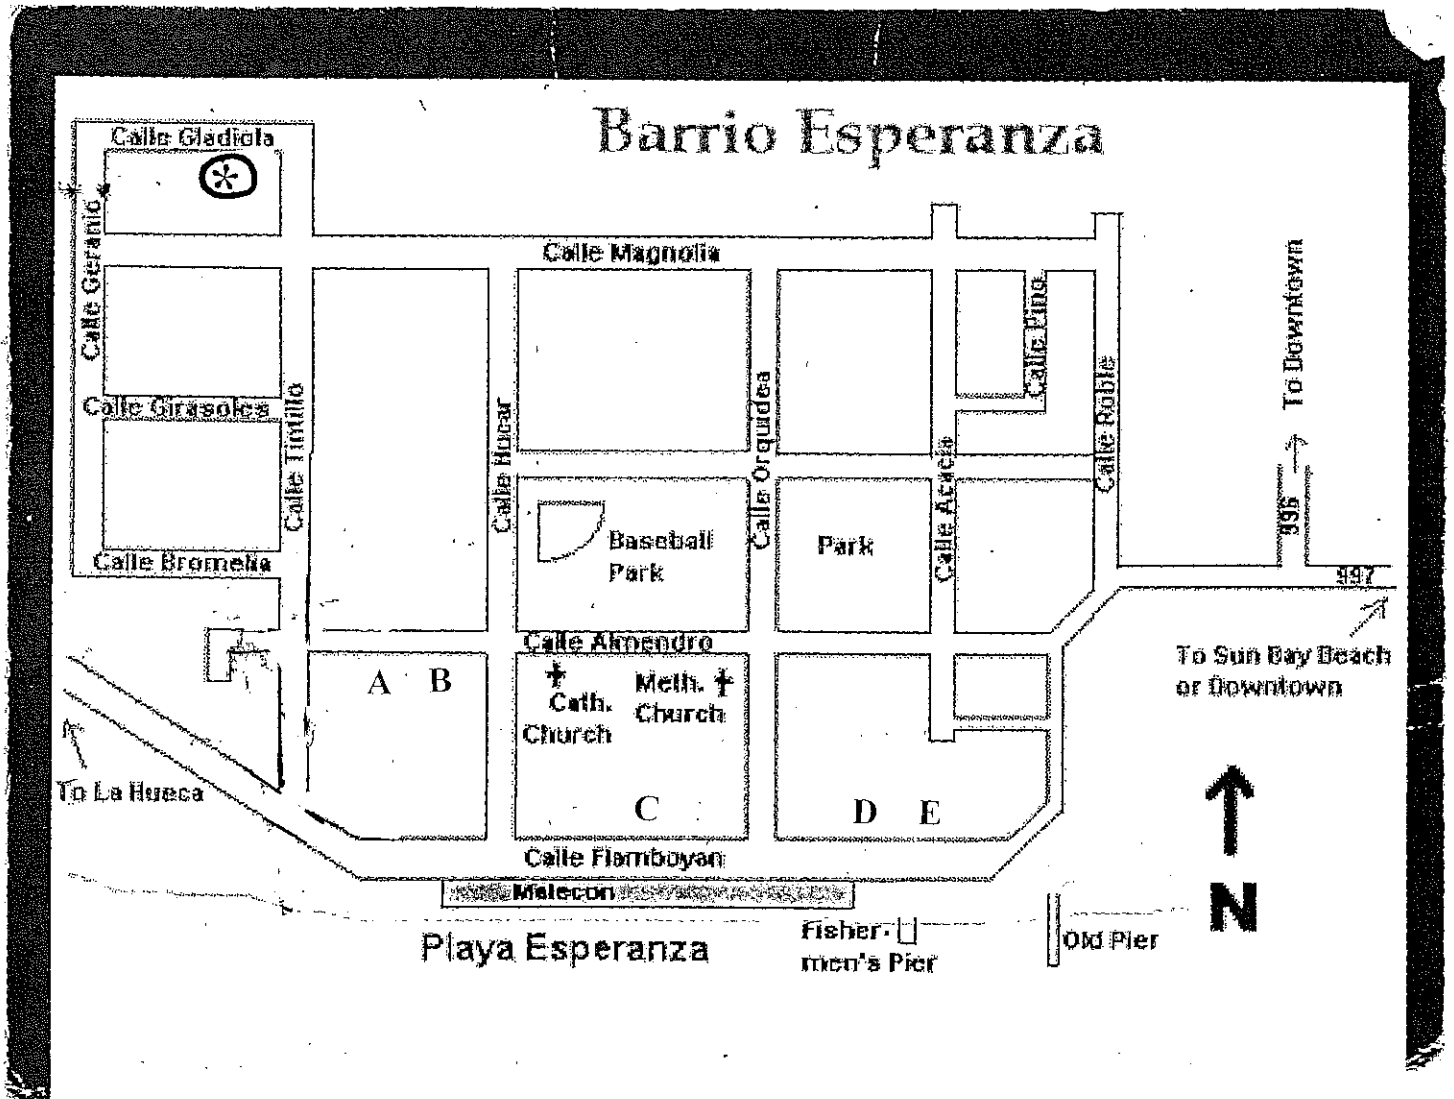 Barrio Esperanza
Calle Gladiola
Calle Geranio
Calle Magnolia
Calle Pino
To Downtown
Calle Girasoles
Calle Tintillo
Calle Hucar
Calle Orquidea
Calle Acacia
Calle Roble
996
997
Baseball
Park
Park
Calle Bromelia
Calle Almendro
To Sun Bay Beach
or Downtown
A B
Cath.
Church
Meth.
Church
To La Hueca
C
D E
Calle Flamboyan
Malecon
N
Playa Esperanza
Fisher-
men's Pier
Old Pier